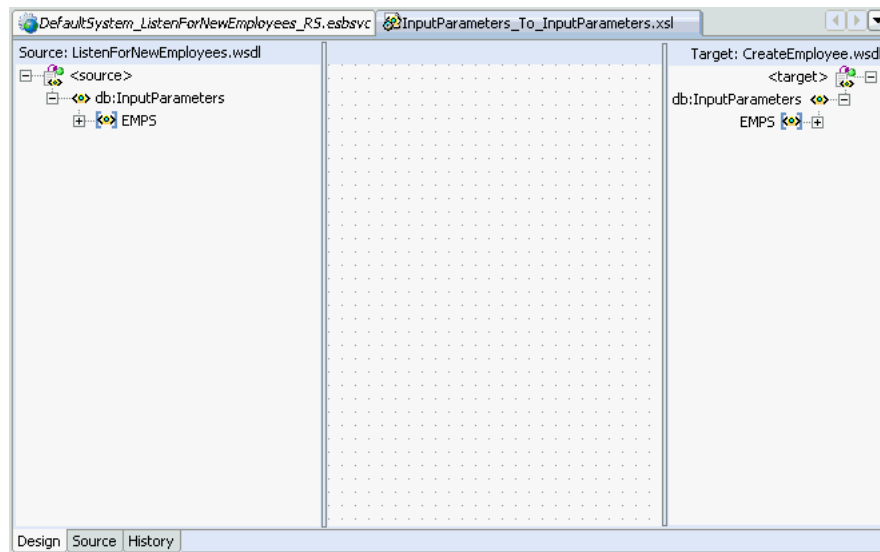 DefaultSystem_ListenForNewEmployees_RS.esbsvc InputParameters_To_InputParameters.xsl
Source: ListenForNewEmployees.wsdl
Target: CreateEmployee.wsdl
<source>
<target>
db:InputParameters
db:InputParameters
EMPS
EMPS
Design Source History